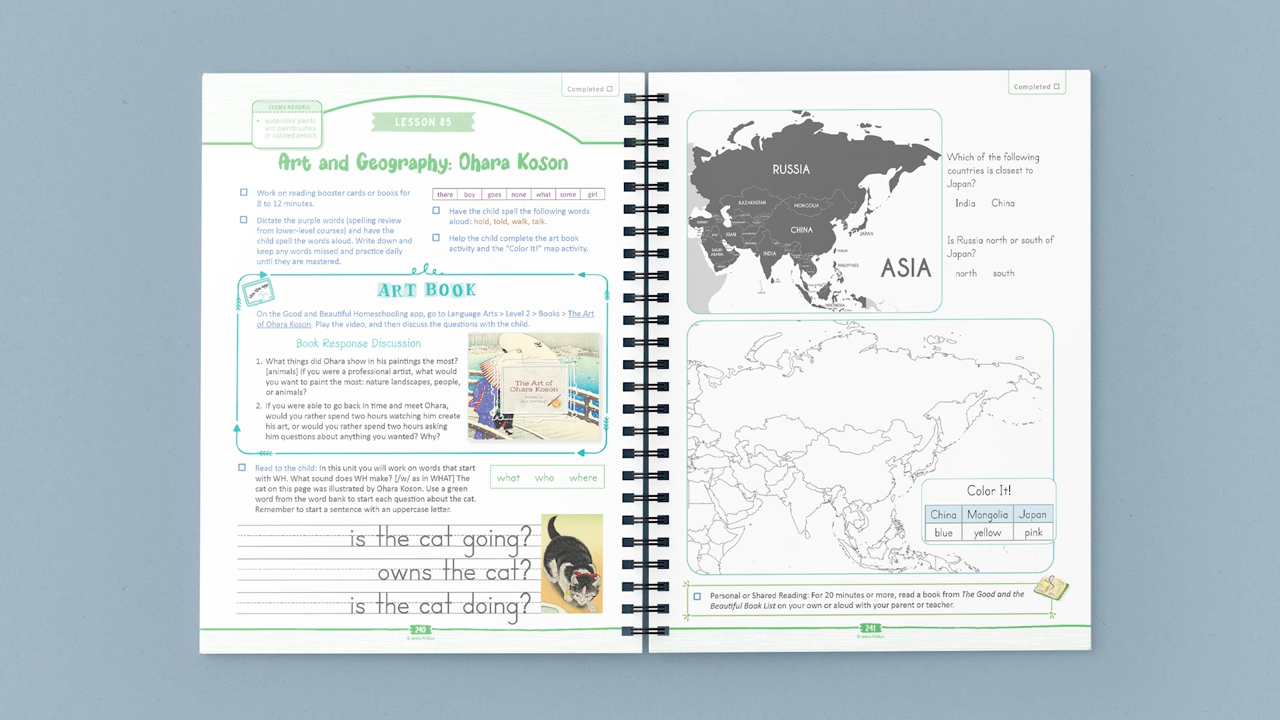 Completed
ITEMS NEEDED
• watercolor paints
and paintbrushes
or colored pencils
LESSON 85
Art and Geography: Ohara Koson
Work on reading booster cards or books for
8 to 12 minutes.
Dictate the purple words (spelling review
from lower-level courses) and have the
child spell the words aloud. Write down and
keep any words missed and practice daily
until they are mastered.
there boy goes none what some girl
Have the child spell the following words
aloud: hold, told, walk, talk.
Help the child complete the art book
activity and the "Color It!" map activity.
ART BOOK
On the Good and Beautiful Homeschooling app, go to Language Arts > Level 2 > Books > The Art
of Ohara Koson. Play the video, and then discuss the questions with the child.
Book Response Discussion
1. What things did Ohara show in his paintings the most?
[animals] If you were a professional artist, what would
you want to paint the most: nature landscapes, people,
or animals?
2. If you were able to go back in time and meet Ohara,
would you rather spend two hours watching him create
his art, or would you rather spend two hours asking
him questions about anything you wanted? Why?
The Art of
Ohara Koson
Read to the child: In this unit you will work on words that start
with WH. What sound does WH make? [/w/ as in WHAT] The
cat on this page was illustrated by Ohara Koson. Use a green
word from the word bank to start each question about the cat.
Remember to start a sentence with an uppercase letter.
what who where
is the cat going?
owns the cat?
is the cat doing?
240
Completed
RUSSIA
KAZAKHSTAN
MONGOLIA
CHINA
JAPAN
IRAN
INDIA
SAUDI
ARABIA
PHILIPPINES
INDONESIA
ASIA
Which of the following
countries is closest to
Japan?
India China
Is Russia north or south of
Japan?
north south
Color It!
China Mongolia Japan
blue yellow pink
Personal or Shared Reading: For 20 minutes or more, read a book from The Good and the
Beautiful Book List on your own or aloud with your parent or teacher.
241